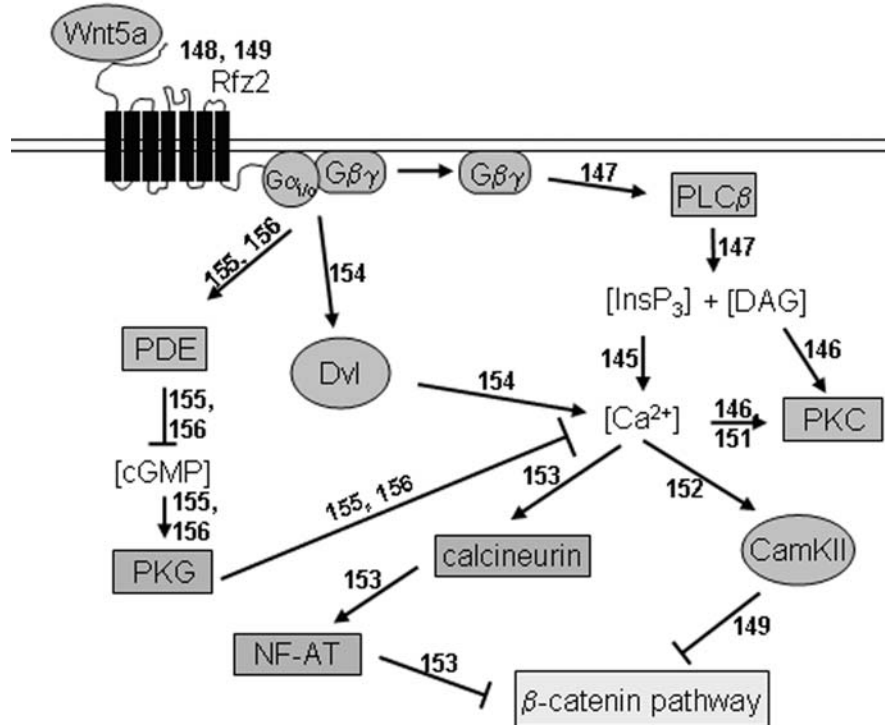 Wnt5a
148, 149
Rfz2
Gαi/o
Gβγ
Gβγ
147
PLCβ
155, 156
154
147
[InsP₃] + [DAG]
PDE
Dvl
145
146
154
155,
156
[Ca²⁺]
146,
151
PKC
[cGMP]
155,
156
155, 156
153
152
PKG
calcineurin
CamKII
153
149
NF-AT
153
β-catenin pathway